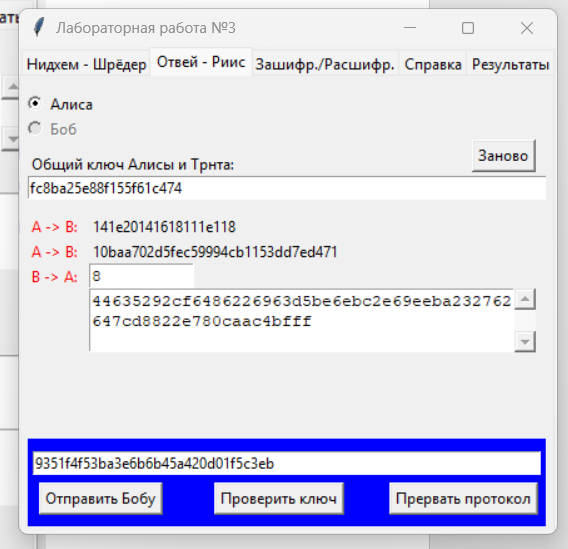 Лабораторная работа №3
Нидхем - Шрёдер Отвей - Риис Зашифр./Расшифр. Справка Результаты
Алиса
Боб
Заново
Общий ключ Алисы и Трнта:
fc8ba25e88f155f61c474
A -> B: 141e20141618111e118
A -> B: 10baa702d5fec59994cb1153dd7ed471
B -> A: 8
44635292cf6486226963d5be6ebc2e69eeba232762
647cd8822e780caac4bfff
9351f4f53ba3e6b6b45a420d01f5c3eb
Отправить Бобу Проверить ключ Прервать протокол